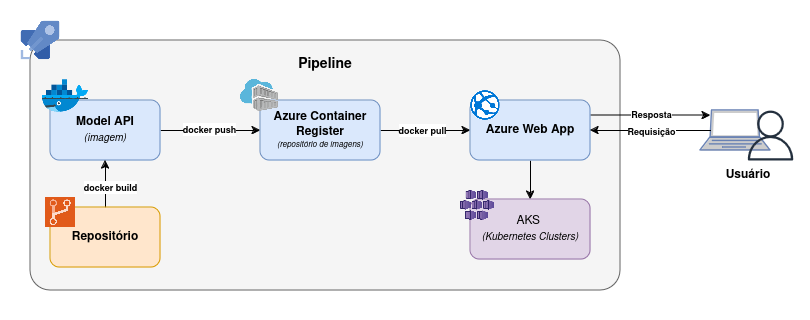 Pipeline
Model API
(imagem)
docker push
Azure Container
Register
(repositório de imagens)
docker pull
Azure Web App
Resposta
Requisição
Usuário
docker build
Repositório
AKS
(Kubernetes Clusters)